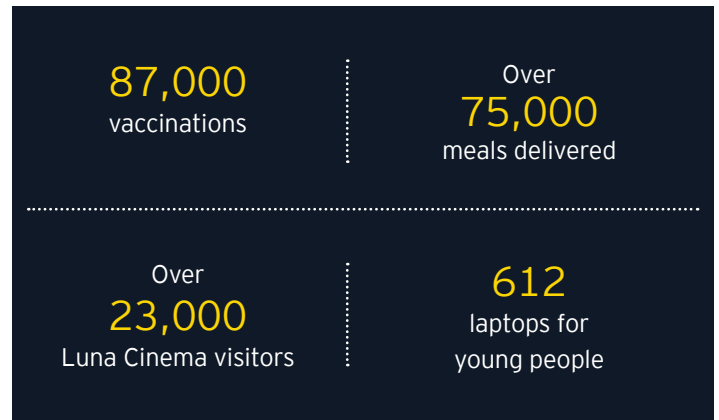 87,000
vaccinations
Over
75,000
meals delivered
Over
23,000
Luna Cinema visitors
612
laptops for
young people